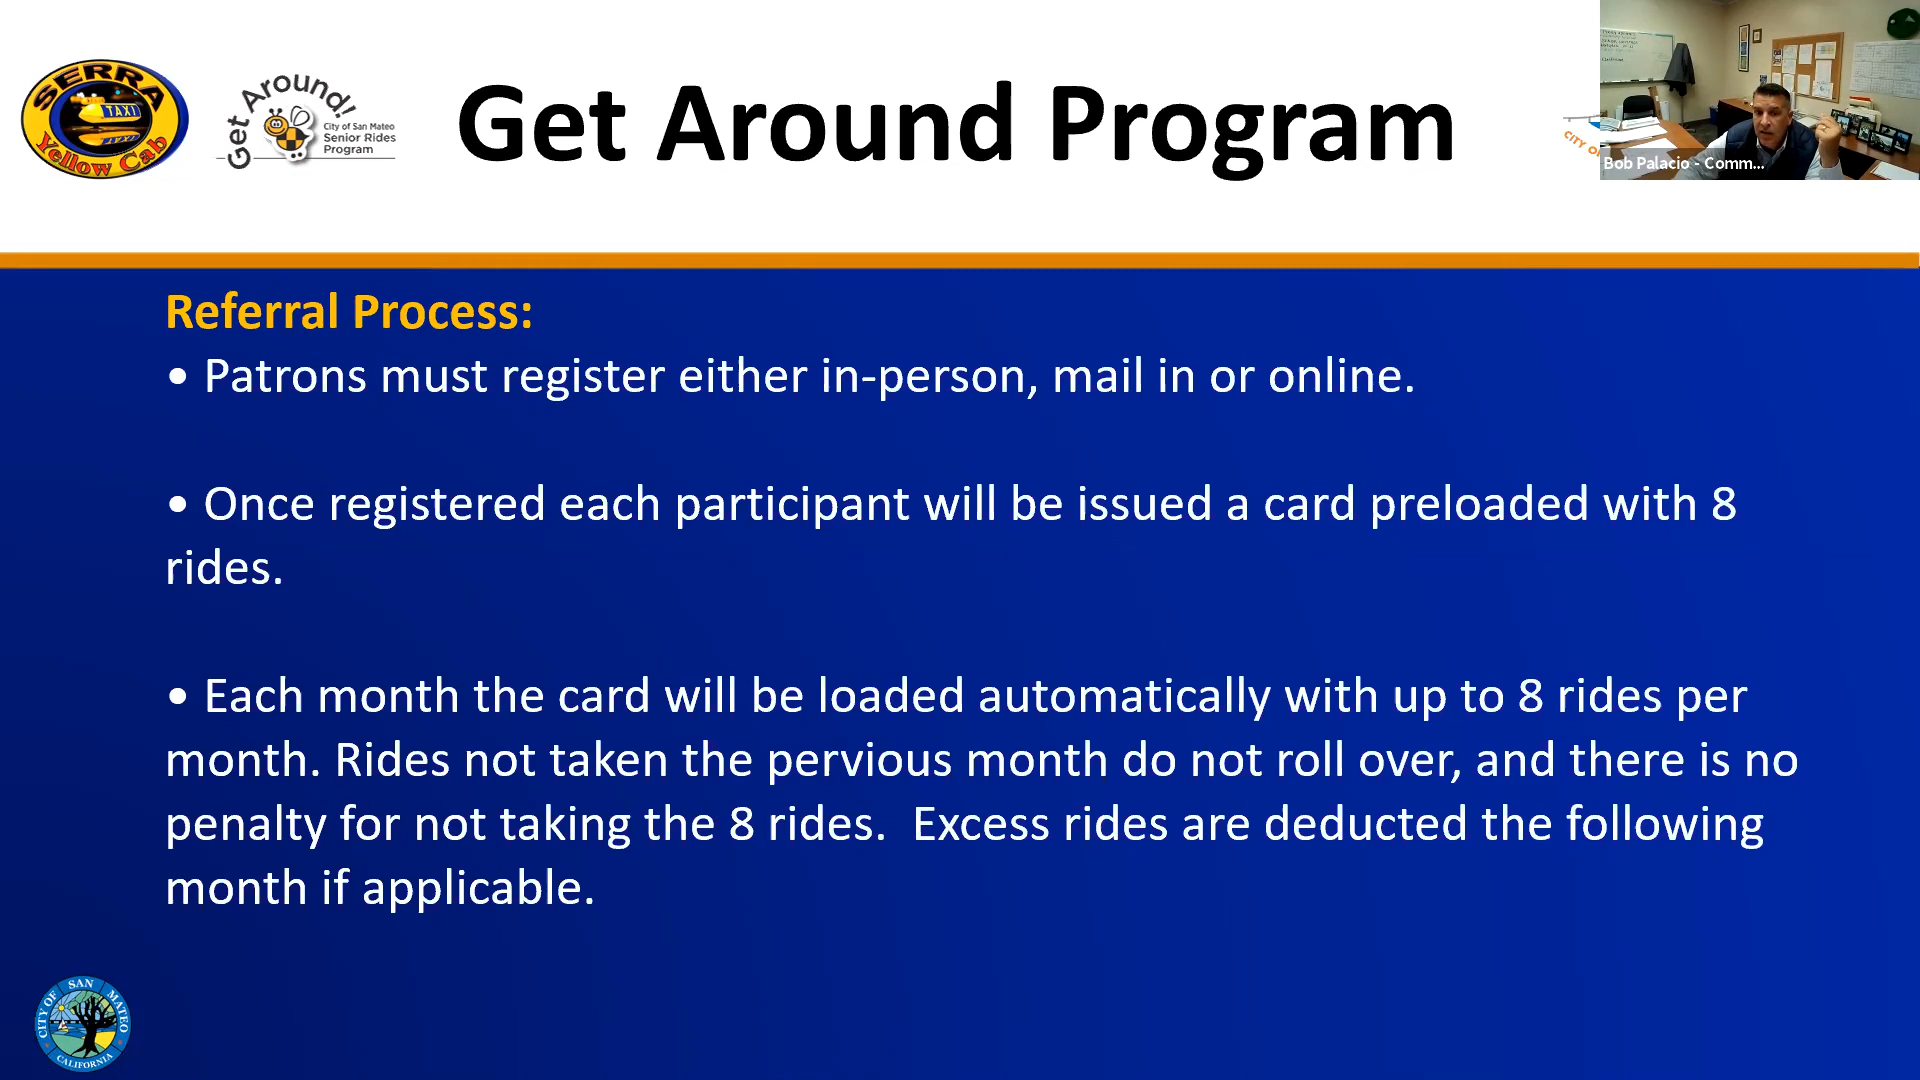 SERRA
TAXI
Yellow Cab
Get Around!
City of San Mateo
Senior Rides
Program
Get Around Program
CITY O
Bob Palacio - Comm...
Referral Process:
• Patrons must register either in-person, mail in or online.
• Once registered each participant will be issued a card preloaded with 8
rides.
• Each month the card will be loaded automatically with up to 8 rides per
month. Rides not taken the pervious month do not roll over, and there is no
penalty for not taking the 8 rides.  Excess rides are deducted the following
month if applicable.
CITY OF SAN MATEO
CALIFORNIA